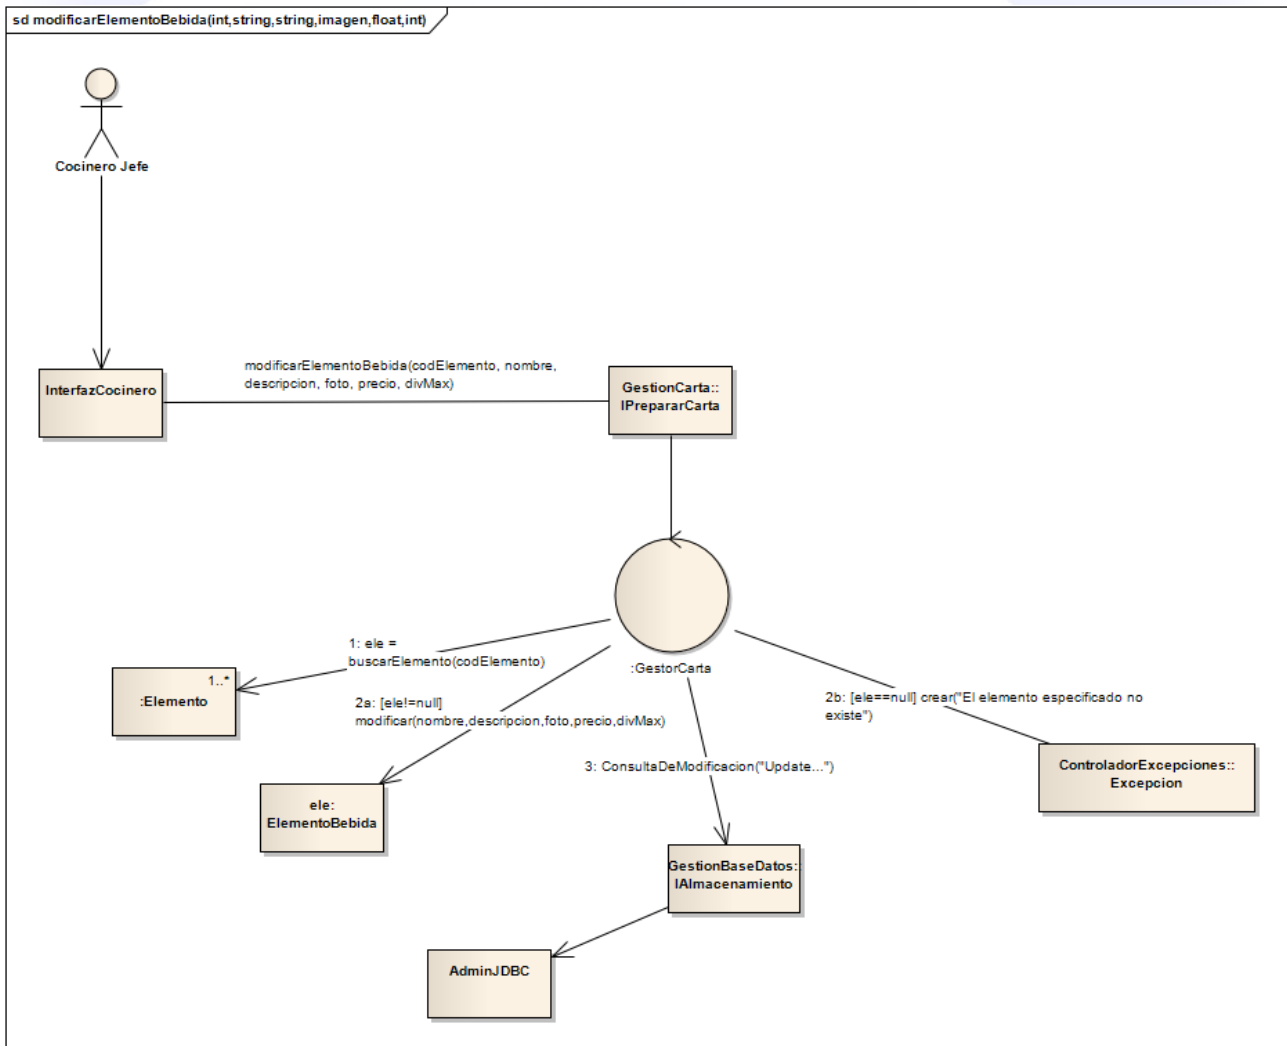 sd modificarElementoBebida(int,string,string,imagen,float,int)
Cocinero Jefe
InterfazCocinero
modificarElementoBebida(codElemento, nombre,
descripcion, foto, precio, divMax)
GestionCarta::
IPrepararCarta
:GestorCarta
1: ele =
buscarElemento(codElemento)
1..*
:Elemento
2a: [ele!=null]
modificar(nombre,descripcion,foto,precio,divMax)
2b: [ele==null] crear("El elemento especificado no
existe")
3: ConsultaDeModificacion("Update...")
ControladorExcepciones::
Excepcion
ele:
ElementoBebida
GestionBaseDatos::
IAlmacenamiento
AdminJDBC